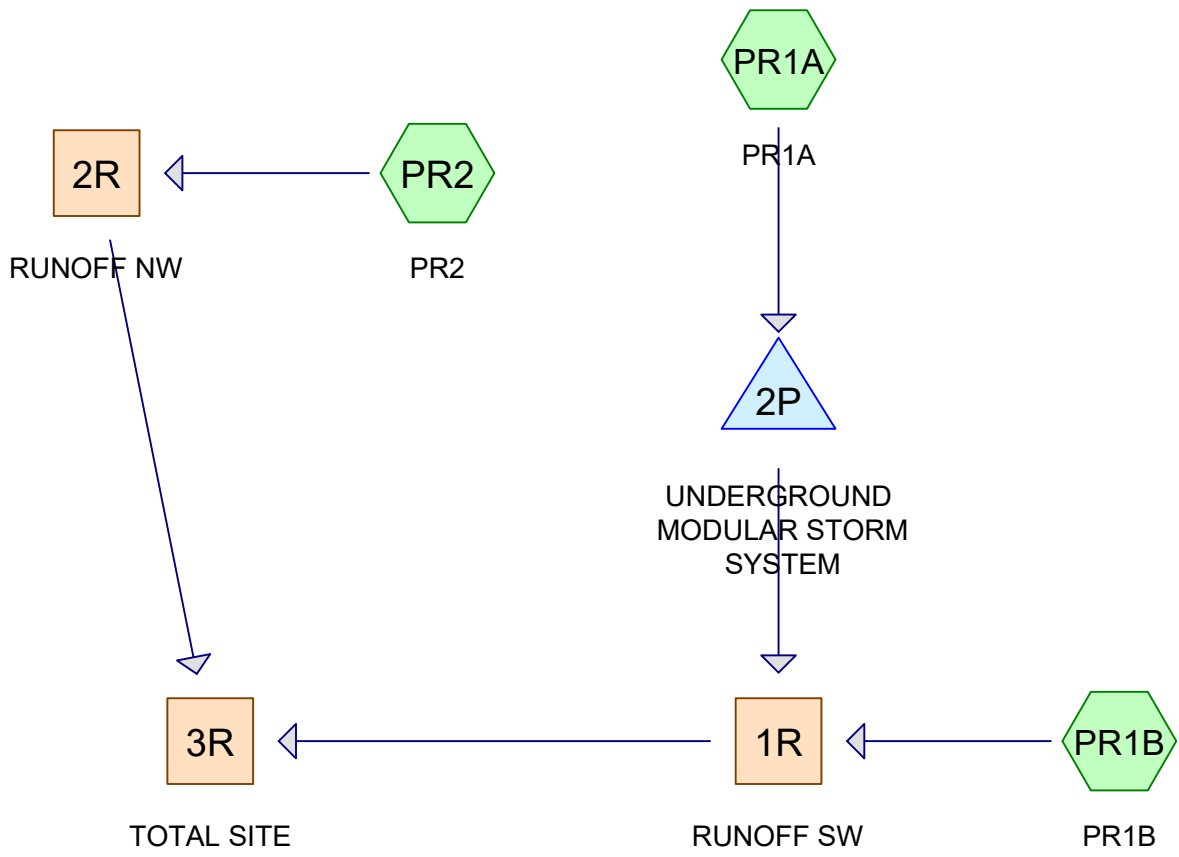 PR1A
PR1A
2R
PR2
RUNOFF NW
PR2
2P
UNDERGROUND
MODULAR STORM
SYSTEM
3R
1R
PR1B
TOTAL SITE
RUNOFF SW
PR1B